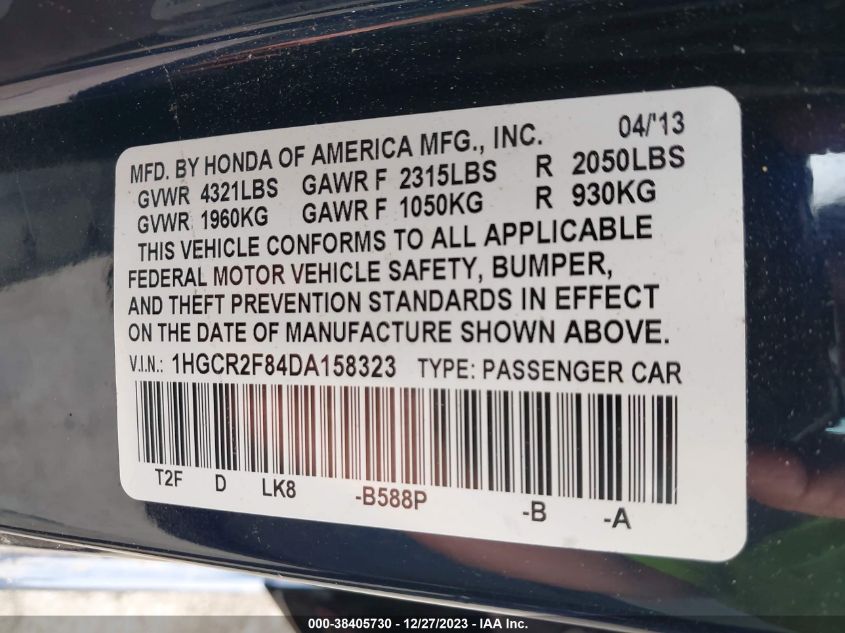 MFD. BY HONDA OF AMERICA MFG., INC. 04/'13
GVWR 4321LBS GAWR F 2315LBS R 2050LBS
GVWR 1960KG GAWR F 1050KG R 930KG
THIS VEHICLE CONFORMS TO ALL APPLICABLE
FEDERAL MOTOR VEHICLE SAFETY, BUMPER,
AND THEFT PREVENTION STANDARDS IN EFFECT
ON THE DATE OF MANUFACTURE SHOWN ABOVE.
V.I.N.: 1HGCR2F84DA158323 TYPE: PASSENGER CAR
T2F D LK8 -B588P -B -A
000-38405730 - 12/27/2023 - IAA Inc.